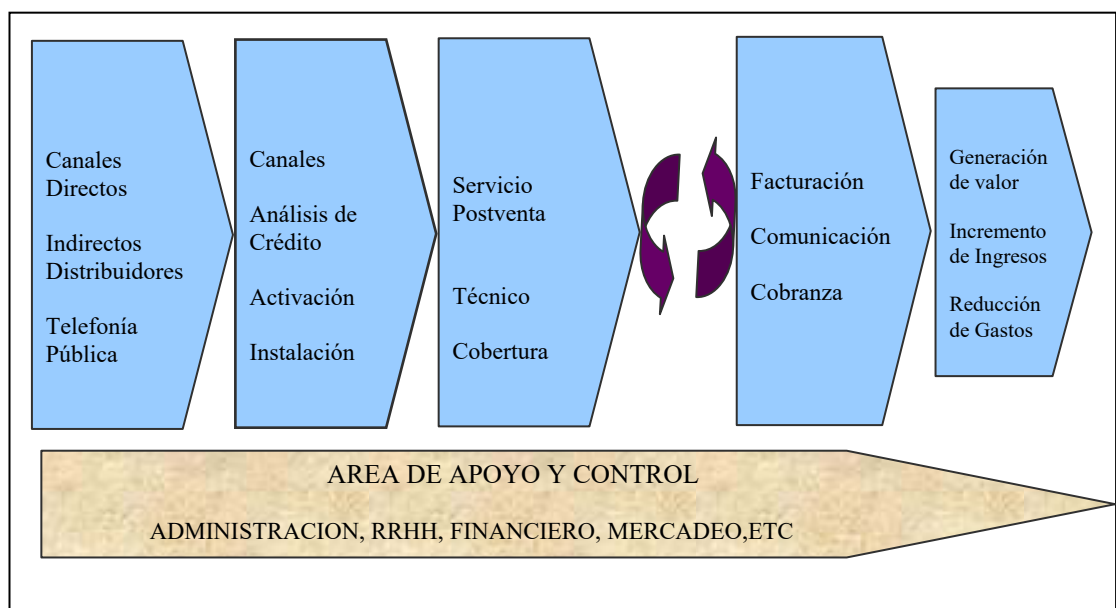 Canales
Directos
Indirectos
Distribuidores
Telefonía
Pública
Canales
Análisis de
Crédito
Activación
Instalación
Servicio
Postventa
Técnico
Cobertura
Facturación
Comunicación
Cobranza
Generación
de valor
Incremento
de Ingresos
Reducción
de Gastos
AREA DE APOYO Y CONTROL
ADMINISTRACION, RRHH, FINANCIERO, MERCADEO,ETC